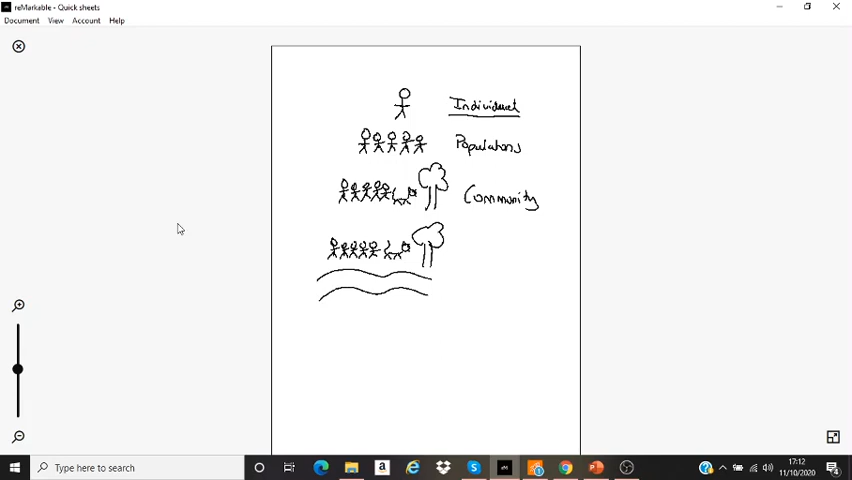 reMarkable - Quick sheets
Document View Account Help
Individual
Populations
Community
Type here to search
17:12
11/10/2020